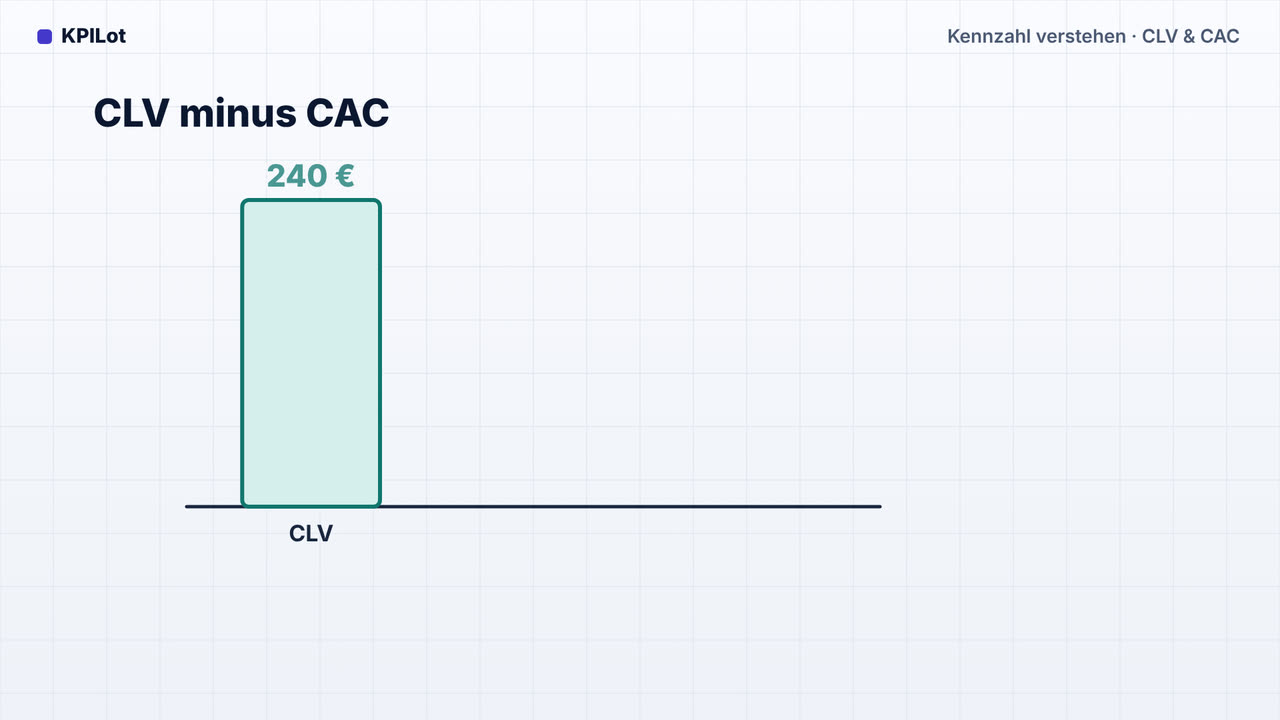 KPILot
Kennzahl verstehen · CLV & CAC
CLV minus CAC
240 €
CLV